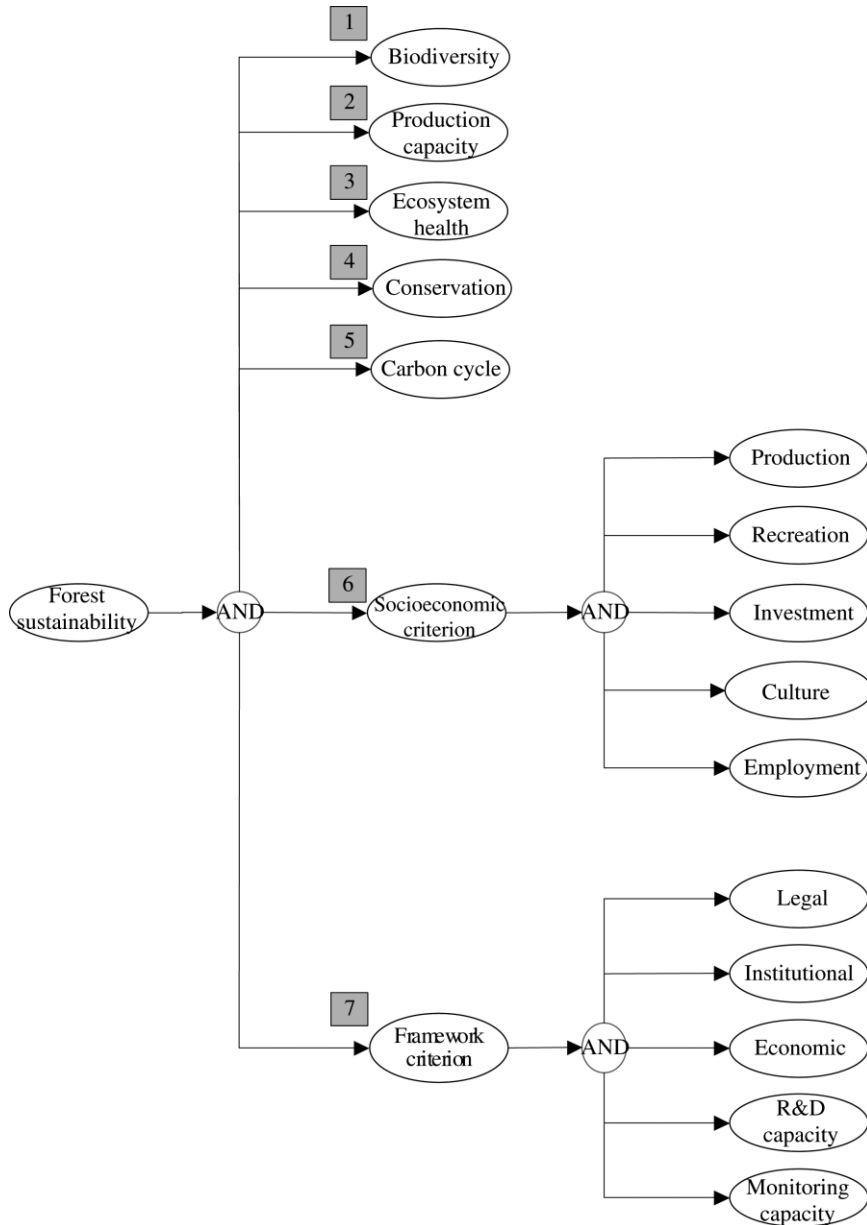 1
Biodiversity
2
Production
capacity
3
Ecosystem
health
4
Conservation
5
Carbon cycle
Forest
sustainability
AND
6
Socioeconomic
criterion
AND
Production
Recreation
Investment
Culture
Employment
7
Framework
criterion
AND
Legal
Institutional
Economic
R&D
capacity
Monitoring
capacity